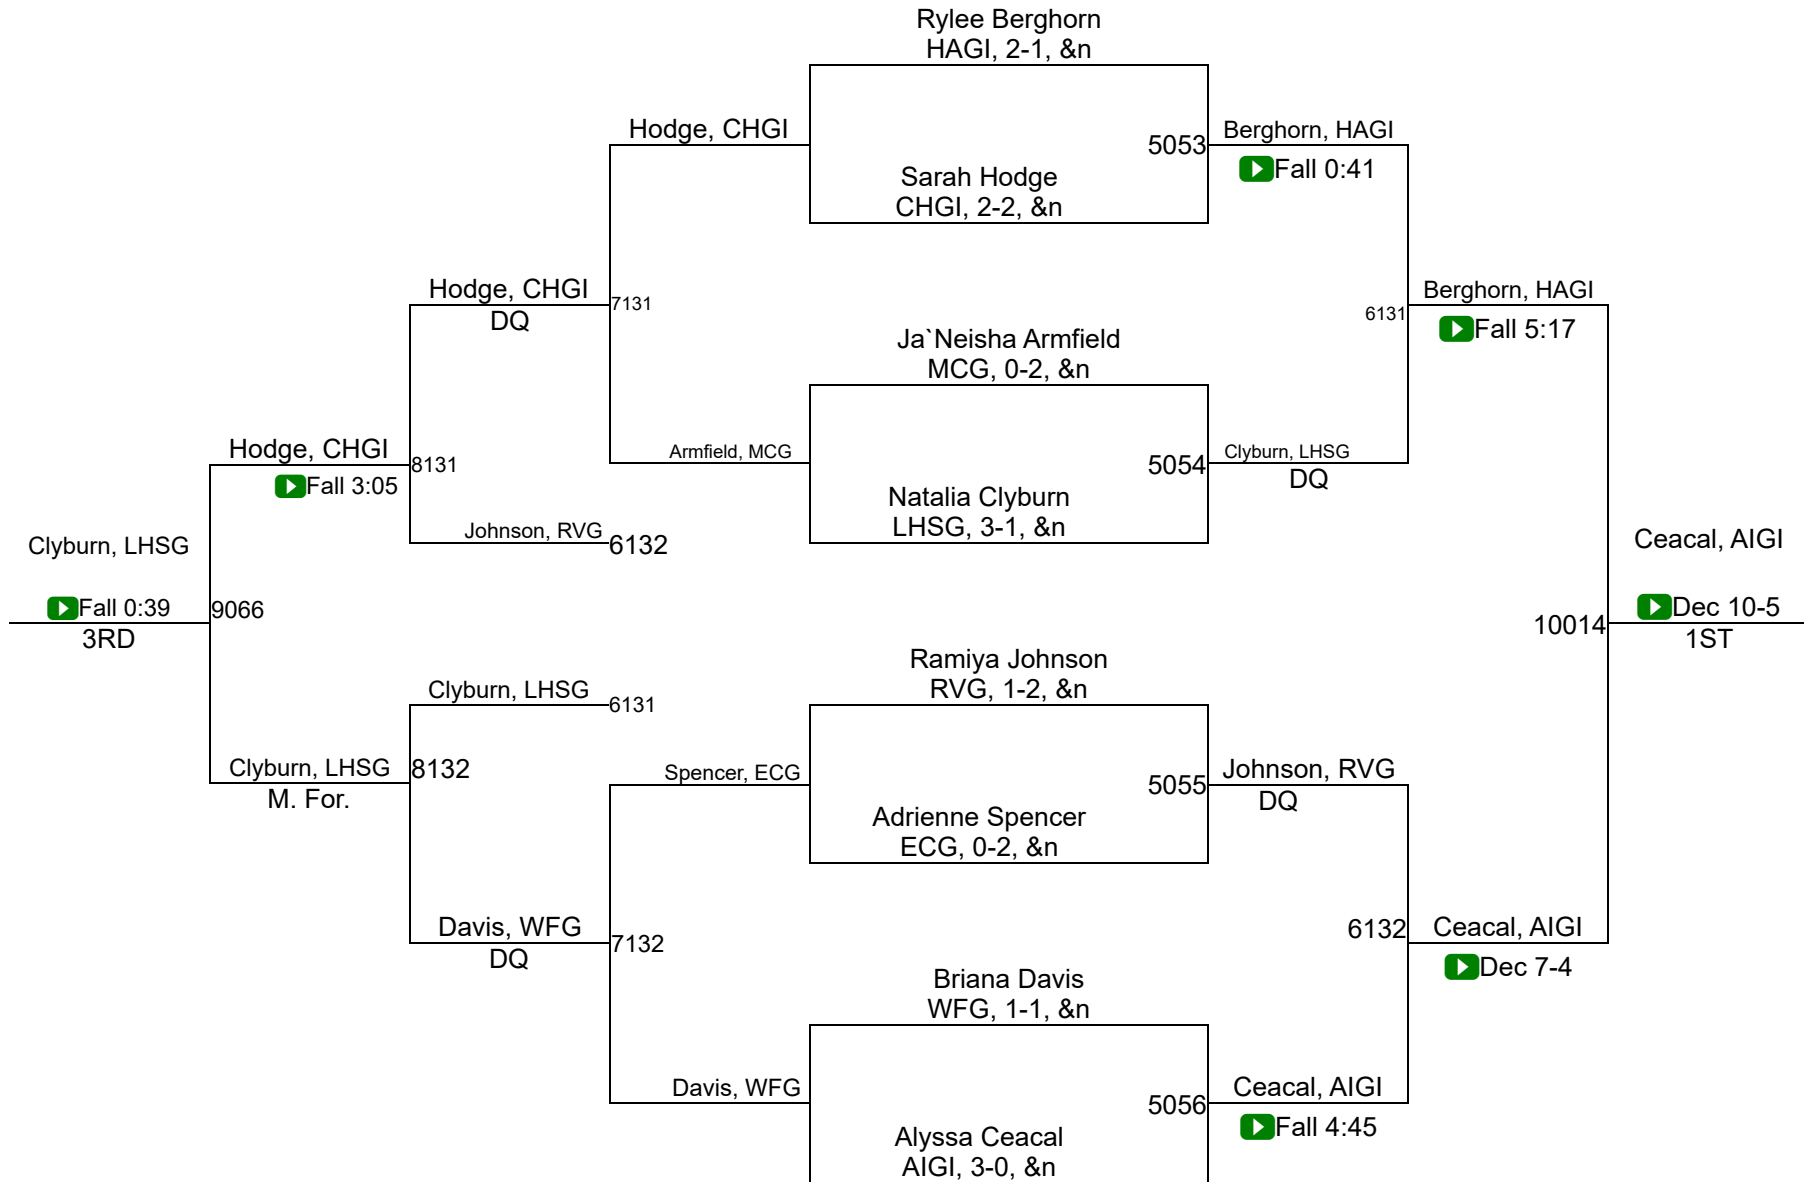 Rylee Berghorn
HAGI, 2-1, &n
Hodge, CHGI
5053
Berghorn, HAGI
Fall 0:41
Sarah Hodge
CHGI, 2-2, &n
Hodge, CHGI
DQ
7131
6131
Berghorn, HAGI
Fall 5:17
Ja`Neisha Armfield
MCG, 0-2, &n
Hodge, CHGI
Fall 3:05
8131
Armfield, MCG
5054
Clyburn, LHSG
DQ
Natalia Clyburn
LHSG, 3-1, &n
Johnson, RVG
6132
Clyburn, LHSG
Fall 0:39
3RD
9066
Ceacal, AIGI
Dec 10-5
1ST
10014
Ramiya Johnson
RVG, 1-2, &n
Clyburn, LHSG
6131
Clyburn, LHSG
M. For.
8132
Spencer, ECG
5055
Johnson, RVG
DQ
Adrienne Spencer
ECG, 0-2, &n
Davis, WFG
DQ
7132
6132
Ceacal, AIGI
Dec 7-4
Briana Davis
WFG, 1-1, &n
Davis, WFG
5056
Ceacal, AIGI
Fall 4:45
Alyssa Ceacal
AIGI, 3-0, &n